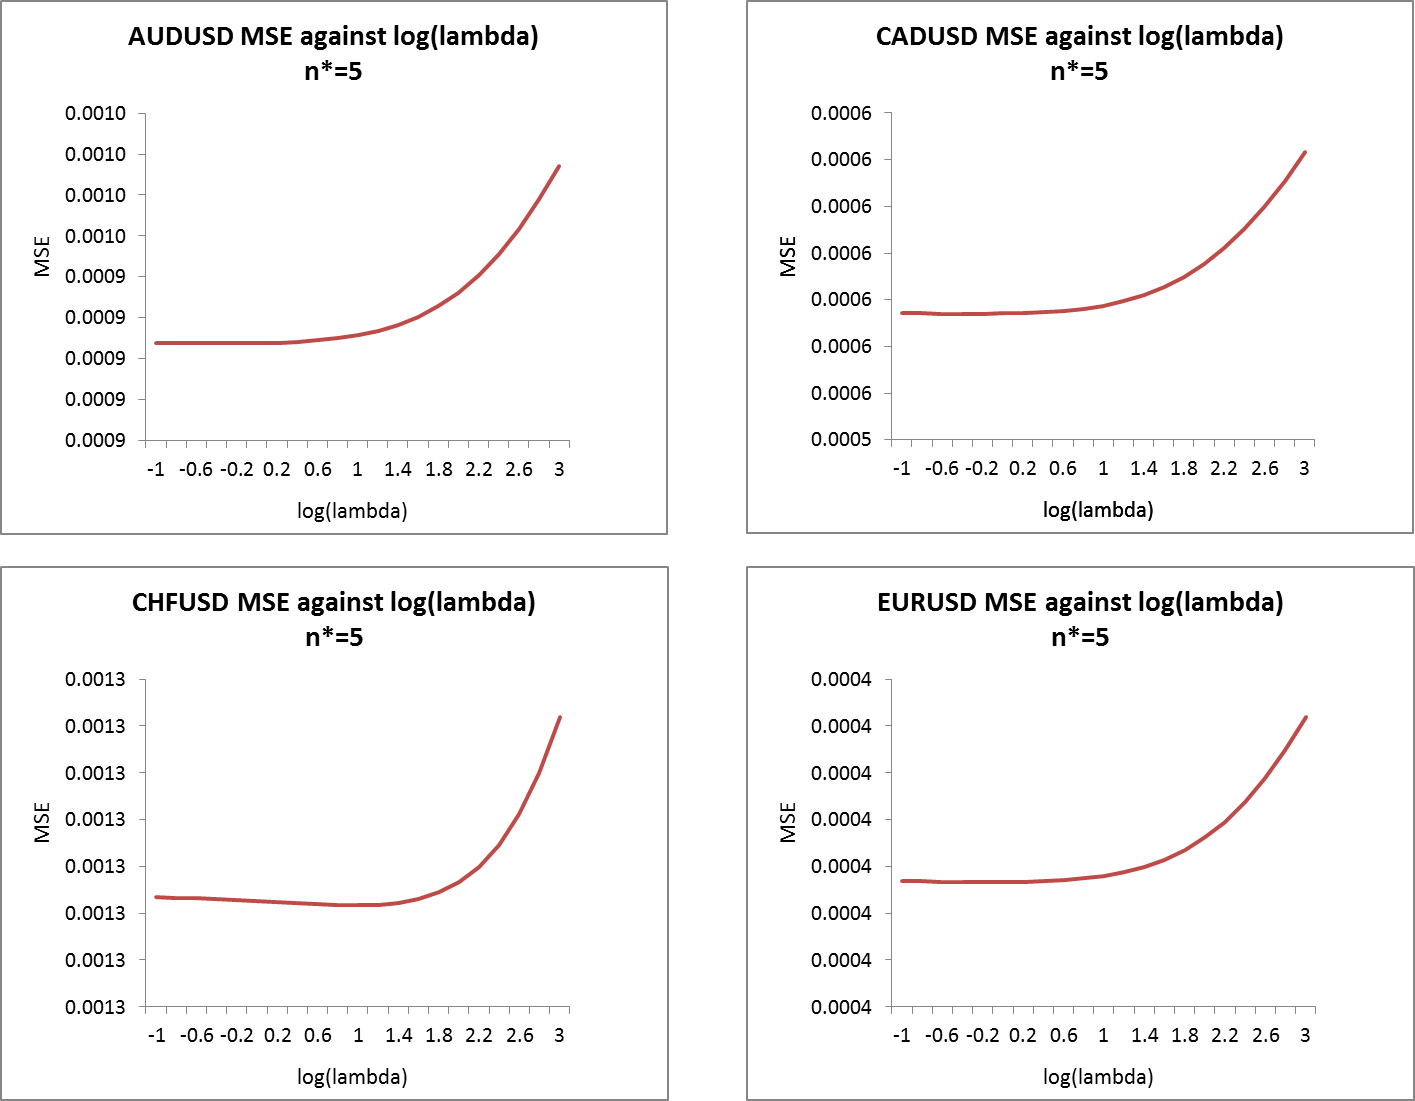 AUDUSD MSE against log(lambda)
n*=5
0.0010
0.0010
0.0010
0.0010
0.0009
0.0009
0.0009
0.0009
0.0009
MSE
-1 -0.6 -0.2 0.2 0.6 1 1.4 1.8 2.2 2.6 3
log(lambda)
CADUSD MSE against log(lambda)
n*=5
0.0006
0.0006
0.0006
0.0006
0.0006
0.0006
0.0006
0.0005
MSE
-1 -0.6 -0.2 0.2 0.6 1 1.4 1.8 2.2 2.6 3
log(lambda)
CHFUSD MSE against log(lambda)
n*=5
0.0013
0.0013
0.0013
0.0013
0.0013
0.0013
0.0013
0.0013
MSE
-1 -0.6 -0.2 0.2 0.6 1 1.4 1.8 2.2 2.6 3
log(lambda)
EURUSD MSE against log(lambda)
n*=5
0.0004
0.0004
0.0004
0.0004
0.0004
0.0004
0.0004
0.0004
MSE
-1 -0.6 -0.2 0.2 0.6 1 1.4 1.8 2.2 2.6 3
log(lambda)